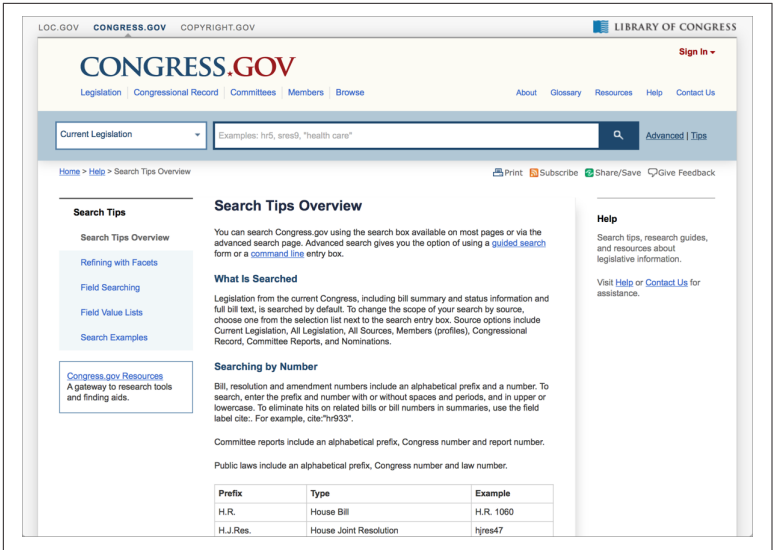 LOC.GOV CONGRESS.GOV COPYRIGHT.GOV
LIBRARY OF CONGRESS
Sign In
CONGRESS.GOV
Legislation Congressional Record Committees Members Browse
About Glossary Resources Help Contact Us
Current Legislation
Examples: hr5, sres9, "health care"
Advanced | Tips
Home > Help > Search Tips Overview
Print Subscribe Share/Save Give Feedback
Search Tips
Search Tips Overview
Refining with Facets
Field Searching
Field Value Lists
Search Examples
Congress.gov Resources
A gateway to research tools
and finding aids.
Search Tips Overview
You can search Congress.gov using the search box available on most pages or via the
advanced search page. Advanced search gives you the option of using a guided search
form or a command line entry box.
What Is Searched
Legislation from the current Congress, including bill summary and status information and
full bill text, is searched by default. To change the scope of your search by source,
choose one from the selection list next to the search entry box. Source options include
Current Legislation, All Legislation, All Sources, Members (profiles), Congressional
Record, Committee Reports, and Nominations.
Searching by Number
Bill, resolution and amendment numbers include an alphabetical prefix and a number. To
search, enter the prefix and number with or without spaces and periods, and in upper or
lowercase. To eliminate hits on related bills or bill numbers in summaries, use the field
label cite:. For example, cite:"hr933".
Committee reports include an alphabetical prefix, Congress number and report number.
Public laws include an alphabetical prefix, Congress number and law number.
Prefix Type Example
H.R. House Bill H.R. 1060
H.J.Res. House Joint Resolution hjres47
Help
Search tips, research guides,
and resources about
legislative information.
Visit Help or Contact Us for
assistance.